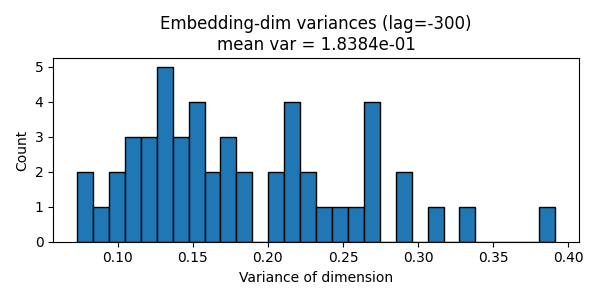 Embedding-dim variances (lag=-300)
mean var = 1.8384e-01
5
4
3
2
1
0
Count
0.10 0.15 0.20 0.25 0.30 0.35 0.40
Variance of dimension